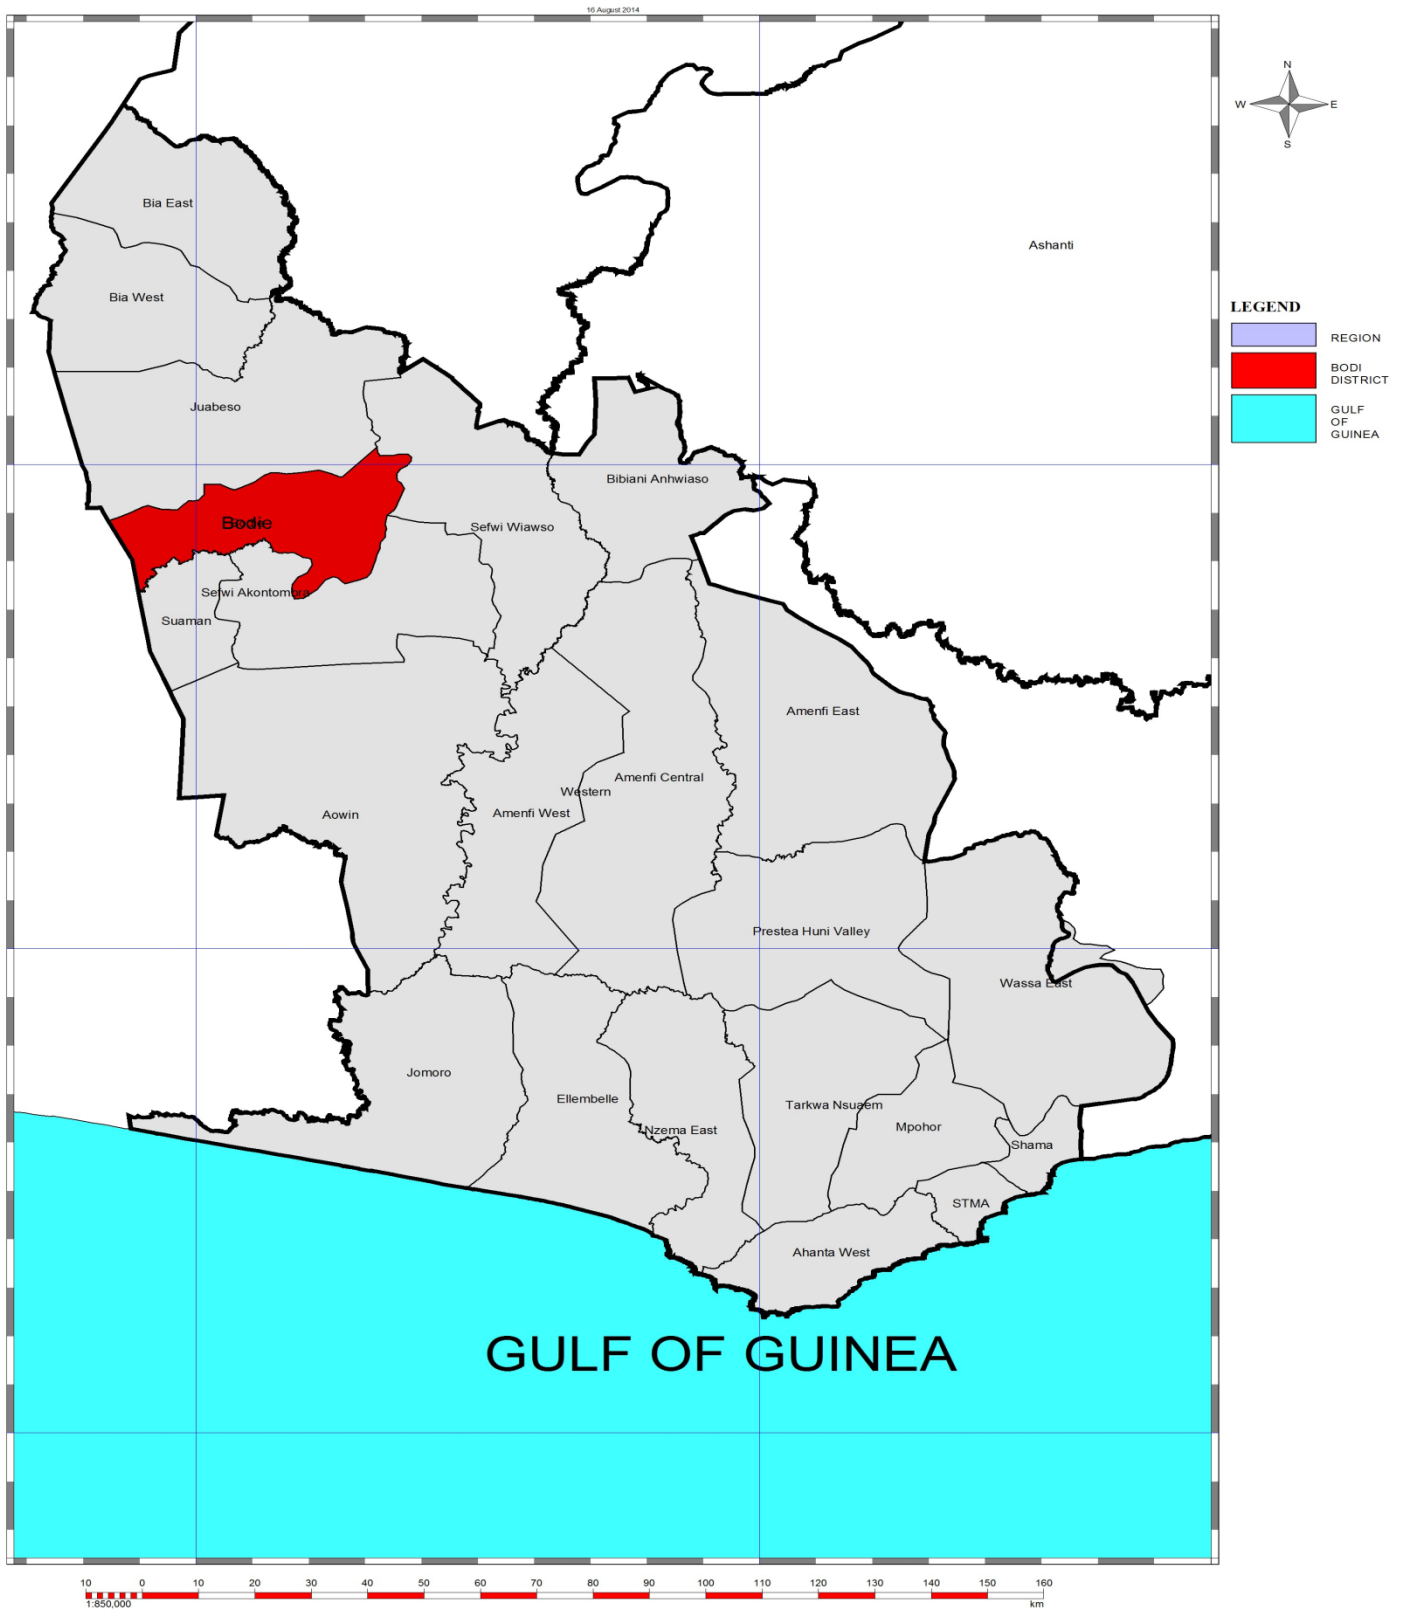 16 August 2014
N
W
E
S
Bia East
Ashanti
Bia West
LEGEND
REGION
BODI
DISTRICT
GULF
OF
GUINEA
Juabeso
Bibiani Anhwiaso
Bodie
Sefwi Wiawso
Sefwi Akontombra
Suaman
Amenfi East
Amenfi Central
Western
Amenfi West
Aowin
Prestea Huni Valley
Wassa East
Jomoro
Ellembelle
Tarkwa Nsuaem
Mpohor
Nzema East
Shama
STMA
Ahanta West
GULF OF GUINEA
10 0 10 20 30 40 50 60 70 80 90 100 110 120 130 140 150 160
1:850,000
km